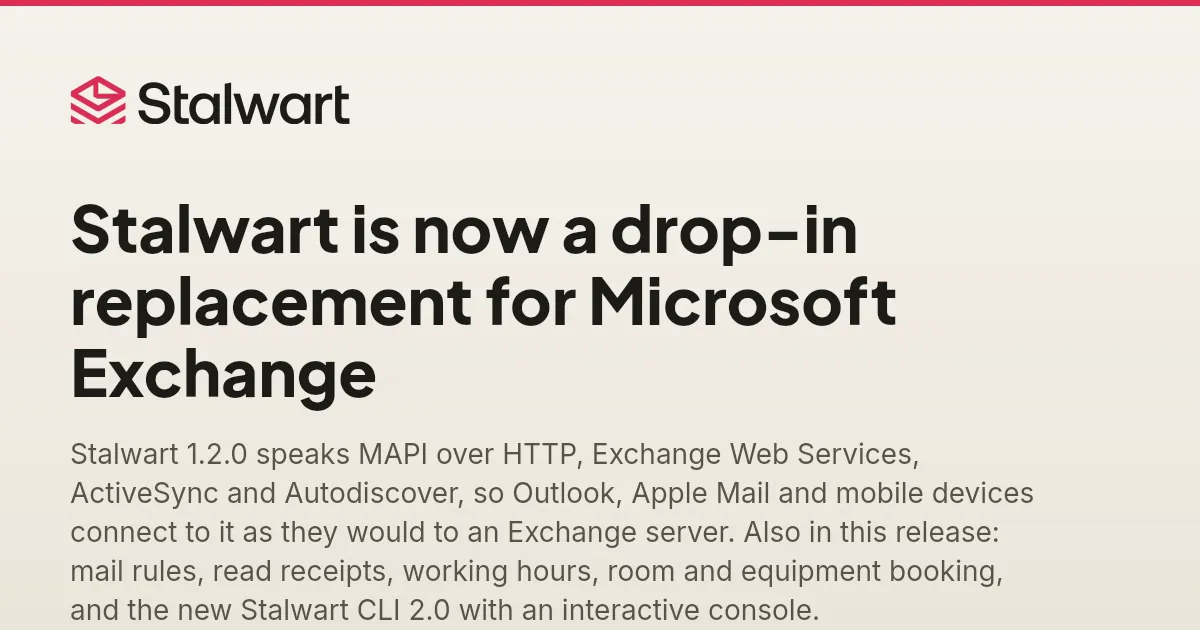 Stalwart
Stalwart is now a drop-in
replacement for Microsoft
Exchange
Stalwart 1.2.0 speaks MAPI over HTTP, Exchange Web Services,
ActiveSync and Autodiscover, so Outlook, Apple Mail and mobile devices
connect to it as they would to an Exchange server. Also in this release:
mail rules, read receipts, working hours, room and equipment booking,
and the new Stalwart CLI 2.0 with an interactive console.